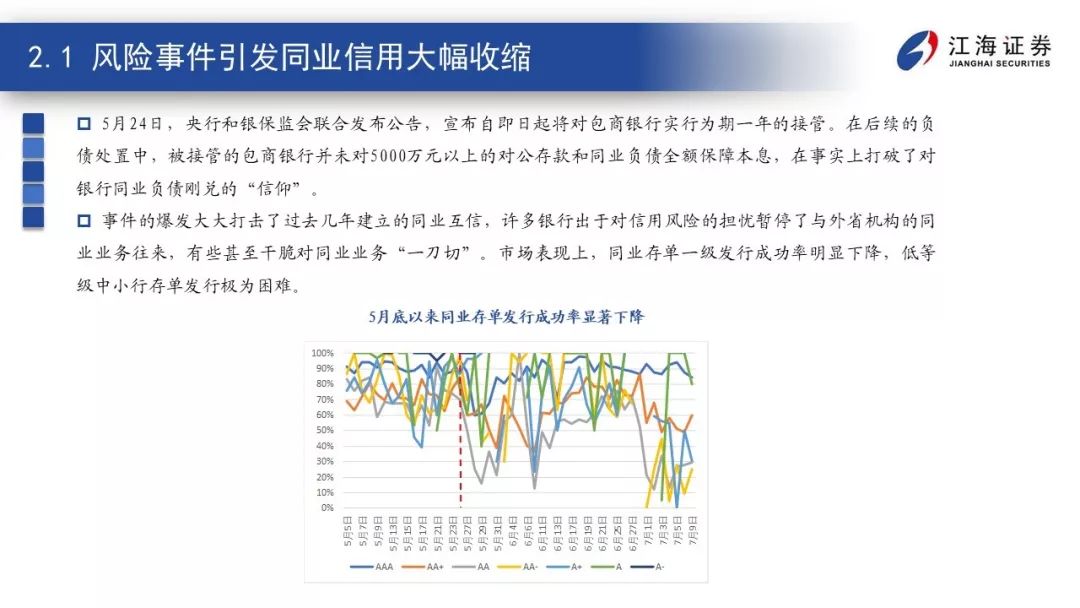 2.1 风险事件引发同业信用大幅收缩
江海证券
JIANGHAI SECURITIES
5月24日，央行和银保监会联合发布公告，宣布自即日起将对包商银行实行为期一年的接管。在后续的负
债处置中，被接管的包商银行并未对5000万元以上的对公存款和同业负债全额保障本息，在事实上打破了对
银行同业负债刚兑的“信仰”。
事件的爆发大大打击了过去几年建立的同业互信，许多银行出于对信用风险的担忧暂停了与外省机构的同
业业务往来，有些甚至干脆对同业业务“一刀切”。市场表现上，同业存单一级发行成功率明显下降，低等
级中小行存单发行极为困难。
5月底以来同业存单发行成功率显著下降
100%
90%
80%
70%
60%
50%
40%
30%
20%
10%
0%
5月5日
5月7日
5月9日
5月13日
5月15日
5月17日
5月21日
5月23日
5月27日
5月29日
5月31日
6月4日
6月6日
6月11日
6月13日
6月17日
6月19日
6月21日
6月25日
6月27日
7月1日
7月3日
7月5日
7月9日
AAA
AA+
AA
AA-
A+
A
A-